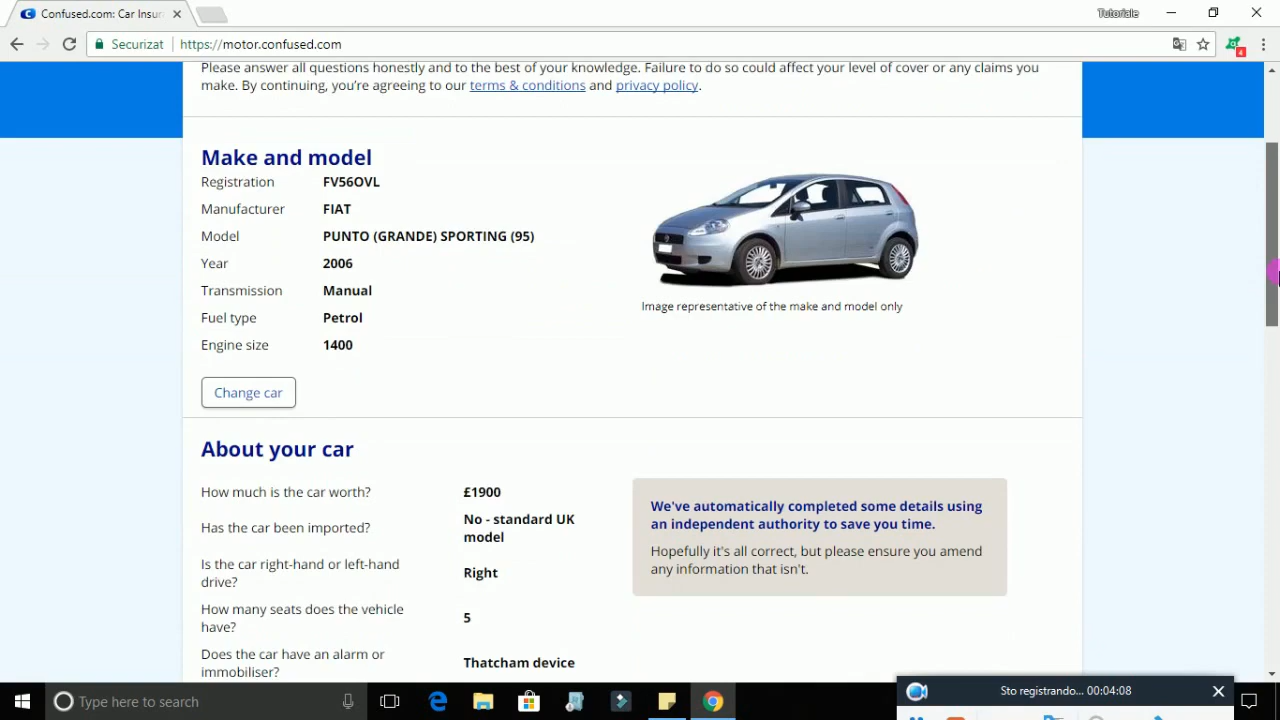 Confused.com: Car Insur
Tutoriale
Securizat
https://motor.confused.com
4
Please answer all questions honestly and to the best of your knowledge. Failure to do so could affect your level of cover or any claims you
make. By continuing, you're agreeing to our terms & conditions and privacy policy.
Make and model
Registration FV56OVL
Manufacturer FIAT
Model PUNTO (GRANDE) SPORTING (95)
Year 2006
Transmission Manual
Fuel type Petrol
Engine size 1400
Image representative of the make and model only
Change car
About your car
How much is the car worth? £1900
Has the car been imported? No - standard UK
model
Is the car right-hand or left-hand
drive? Right
How many seats does the vehicle
have? 5
Does the car have an alarm or
immobiliser? Thatcham device
We've automatically completed some details using
an independent authority to save you time.
Hopefully it's all correct, but please ensure you amend
any information that isn't.
Type here to search
Sto registrando... 00:04:08